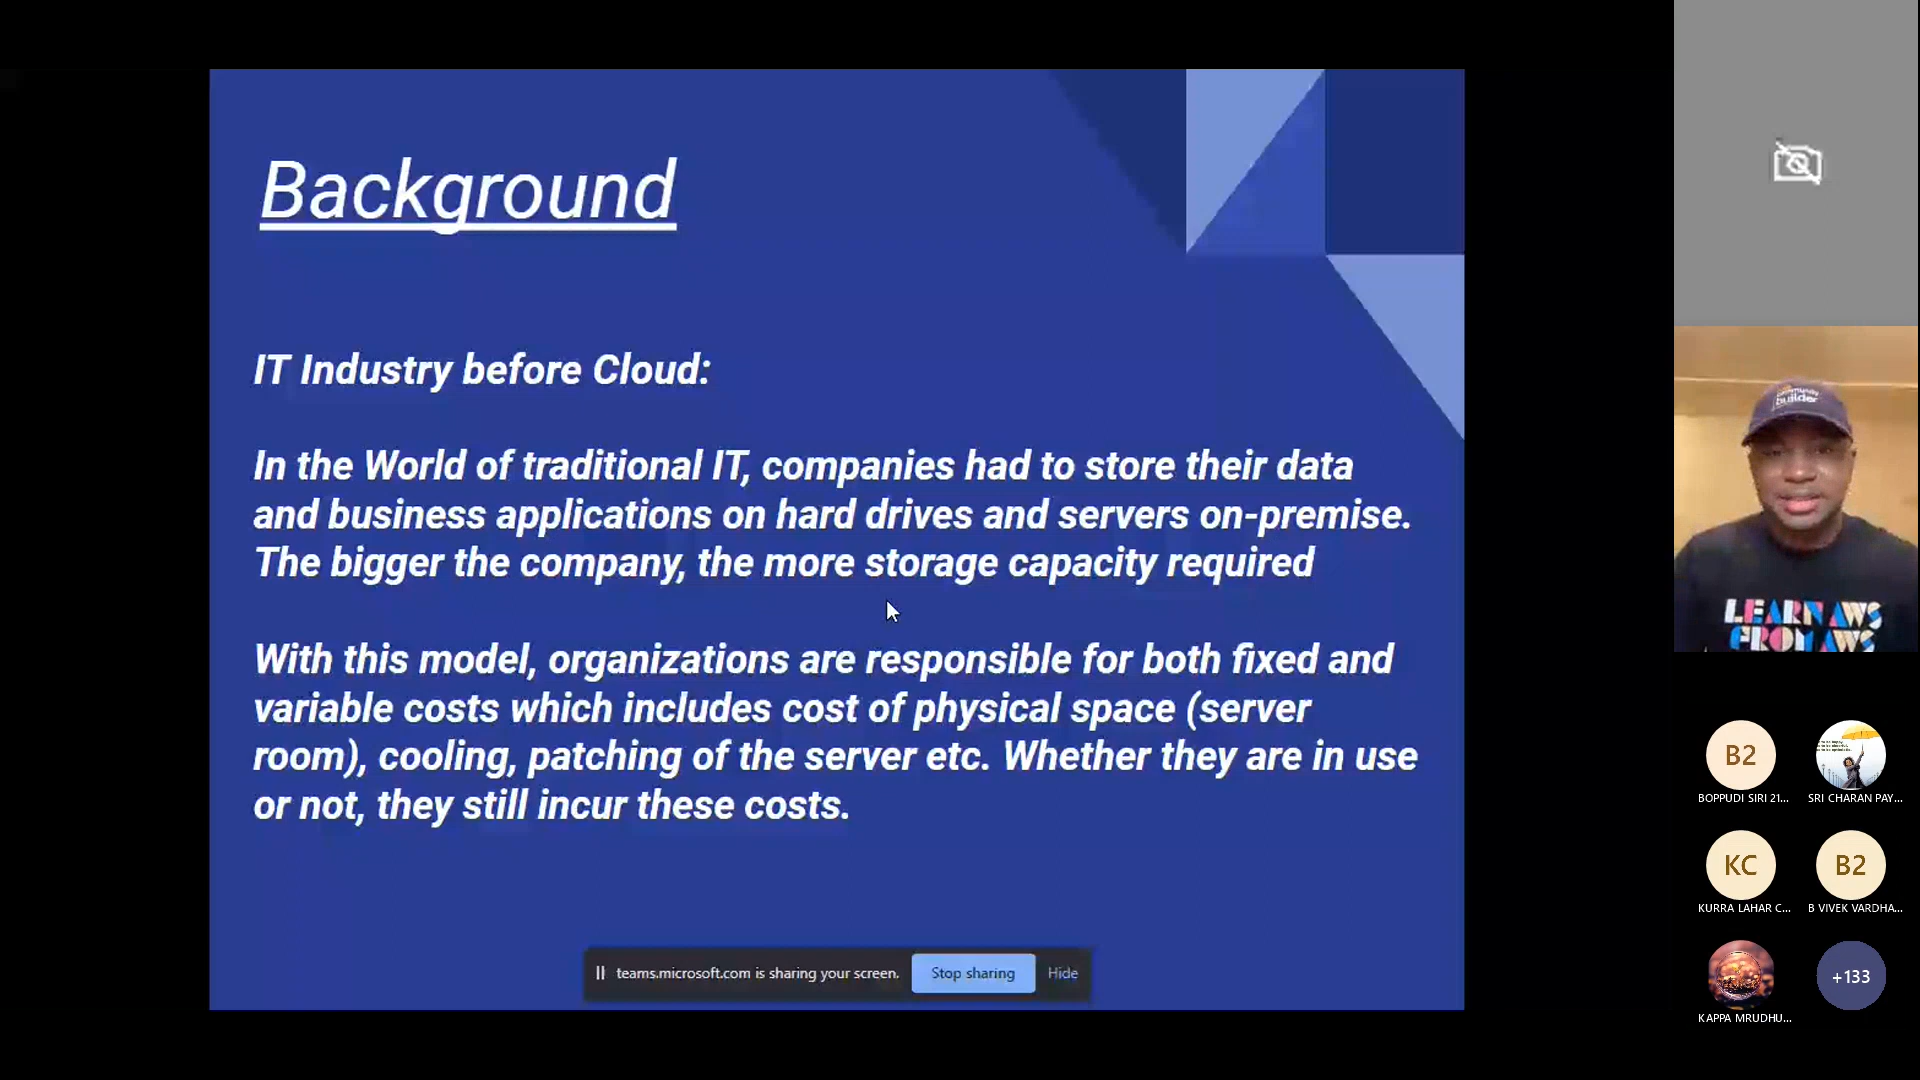 Background
IT Industry before Cloud:
In the World of traditional IT, companies had to store their data
and business applications on hard drives and servers on-premise.
The bigger the company, the more storage capacity required
With this model, organizations are responsible for both fixed and
variable costs which includes cost of physical space (server
room), cooling, patching of the server etc. Whether they are in use
or not, they still incur these costs.
teams.microsoft.com is sharing your screen. Stop sharing Hide
builder
LEARN AWS
FROM AWS
B2
BOPPUDI SIRI 21... SRI CHARAN PAY...
KC B2
KURRA LAHAR C... B VIVEK VARDHA...
+133
KAPPA MRUDHU...